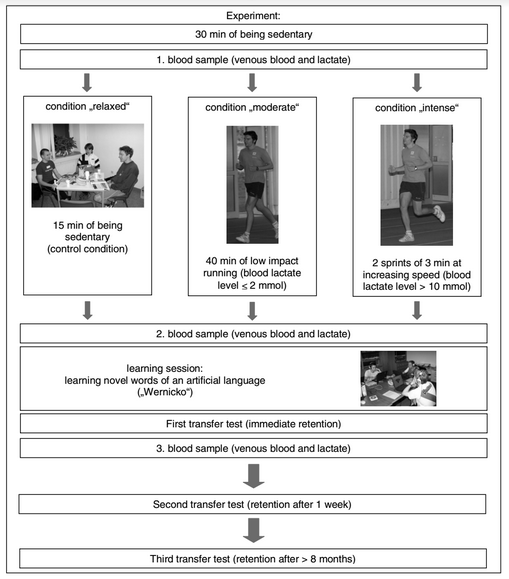 Experiment:
30 min of being sedentary
1. blood sample (venous blood and lactate)
condition „relaxed“
15 min of being
sedentary
(control condition)
condition „moderate“
40 min of low impact
running (blood lactate
level ≤ 2 mmol)
condition „intense“
2 sprints of 3 min at
increasing speed (blood
lactate level > 10 mmol)
2. blood sample (venous blood and lactate)
learning session:
learning novel words of an artificial language
(„Wernicko“)
First transfer test (immediate retention)
3. blood sample (venous blood and lactate)
Second transfer test (retention after 1 week)
Third transfer test (retention after > 8 months)